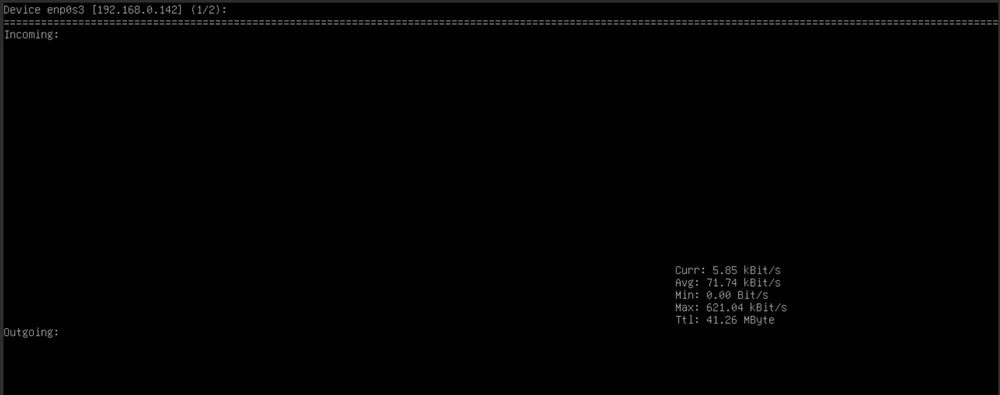 Device enp0s3 [192.168.0.142] (1/2):
================================================================================================================================================================
Incoming:
Curr: 5.85 kBit/s
Avg: 71.74 kBit/s
Min: 0.00 Bit/s
Max: 621.04 kBit/s
Ttl: 41.26 MByte
Outgoing: